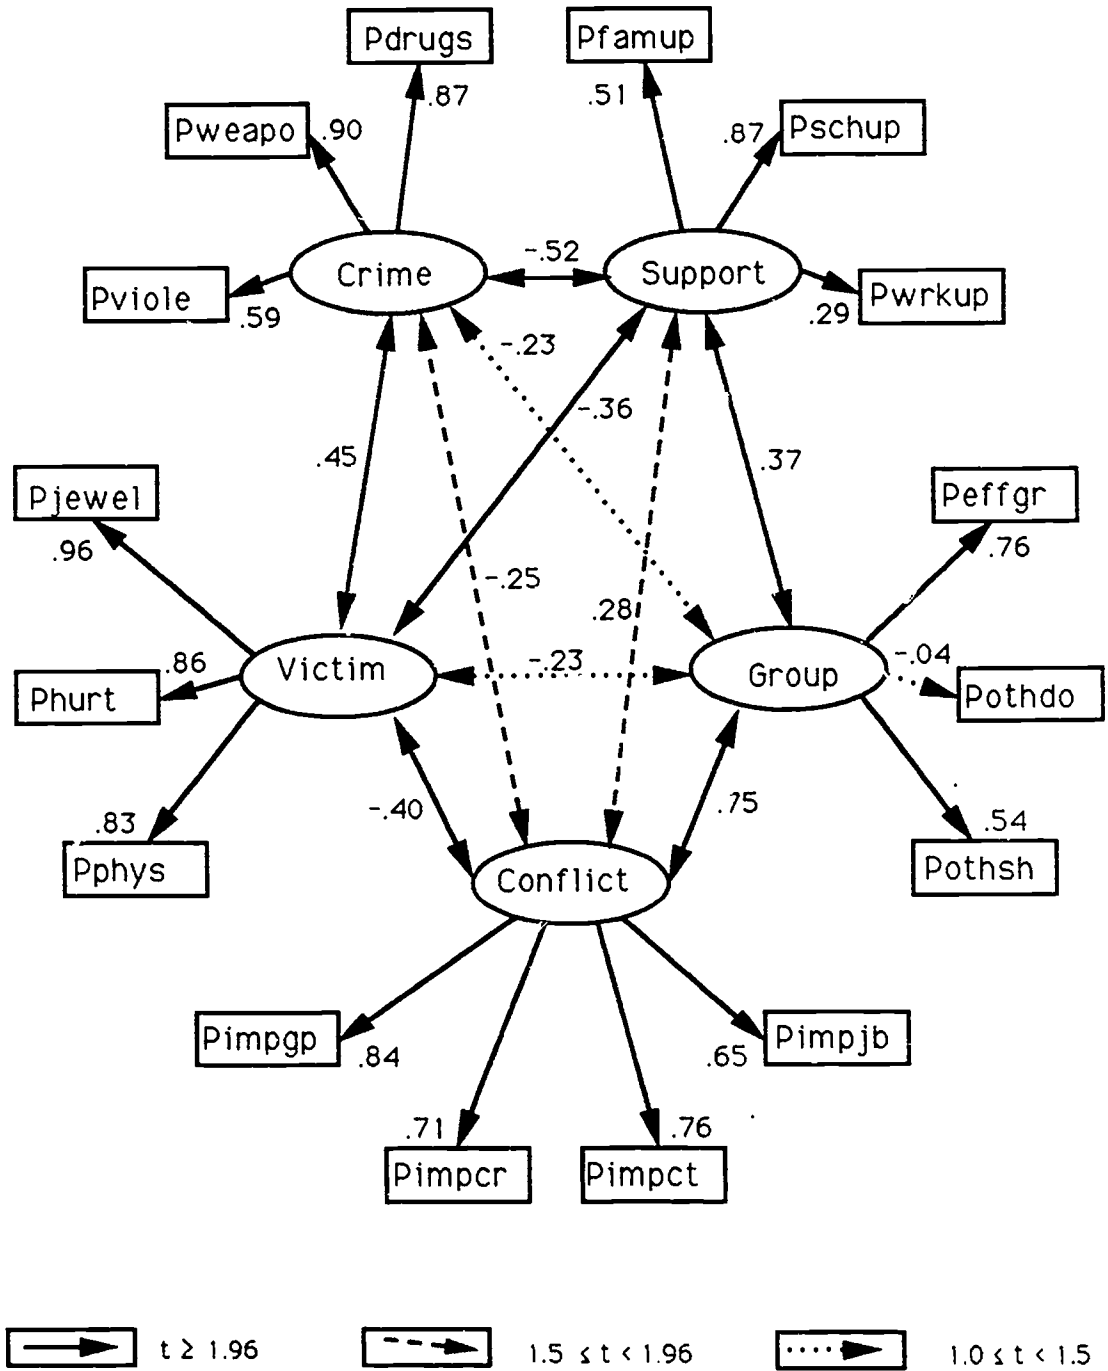 Pdrugs
Pfamup
.87
.51
Pweapo
.90
.87
Pschup
-.52
Crime
Support
Pviole
.59
Pwrkup
.29
-.23
-.36
.45
.37
Pjewel
.96
Peffgr
.76
-.25
.28
Victim
.86
-.23
Group
-.04
Phurt
Pothdo
-.40
.75
.83
.54
Pphys
Pothsh
Conflict
Pimpgp
.84
Pimpjb
.65
.71
.76
Pimpcr
Pimpct
t ≥ 1.96
1.5 ≤ t < 1.96
1.0 ≤ t < 1.5